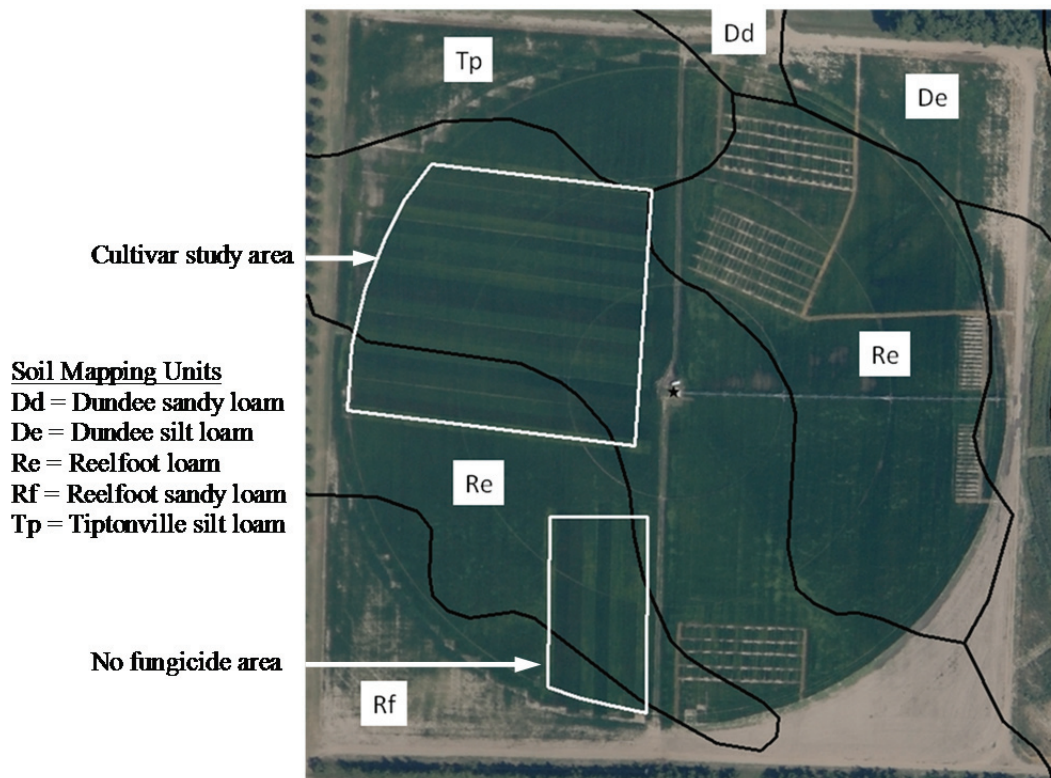 Tp
Dd
De
Cultivar study area
Re
Soil Mapping Units
Dd = Dundee sandy loam
De = Dundee silt loam
Re = Reelfoot loam
Rf = Reelfoot sandy loam
Tp = Tiptonville silt loam
Re
No fungicide area
Rf